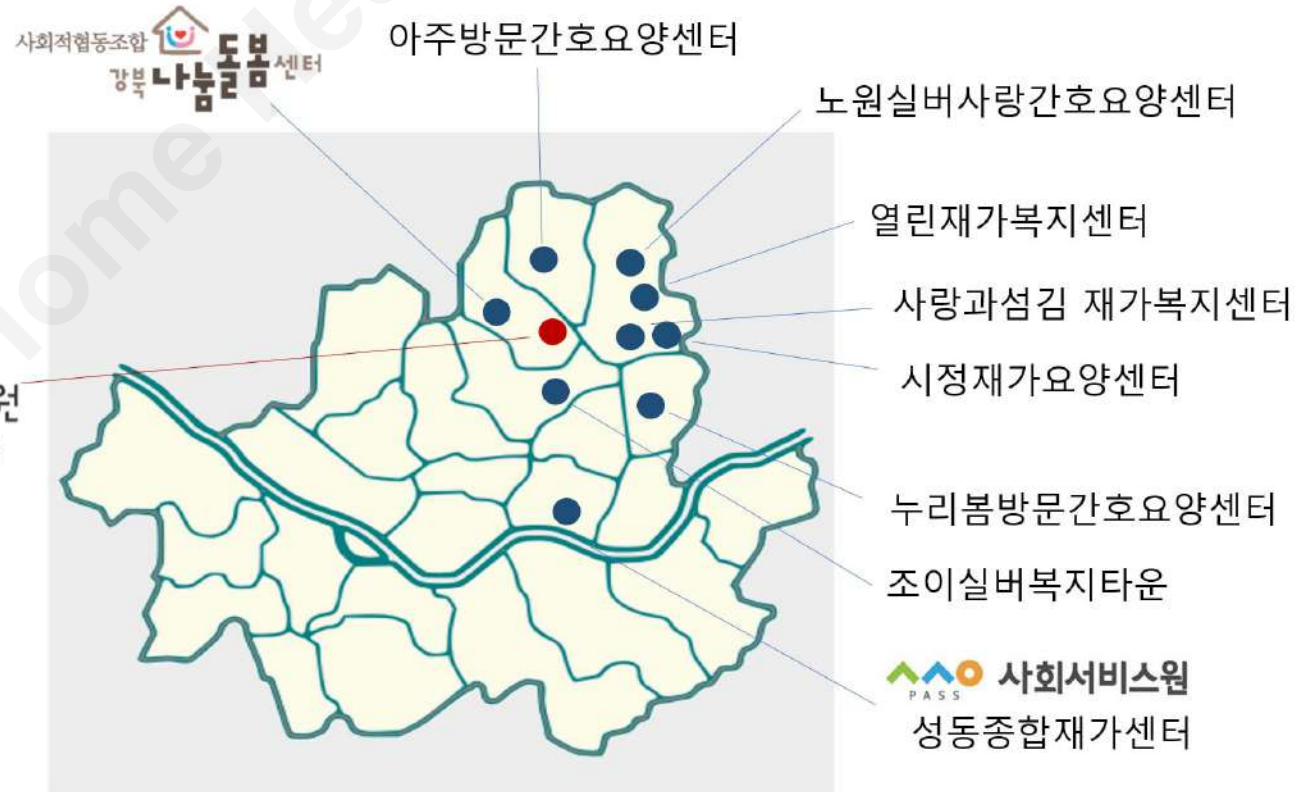 사회적협동조합
강북 나눔돌봄센터
아주방문간호요양센터
노원실버사랑간호요양센터
열린재가복지센터
사랑과섬김 재가복지센터
시정재가요양센터
원
누리봄방문간호요양센터
조이실버복지타운
PASS 사회서비스원
성동종합재가센터
Home